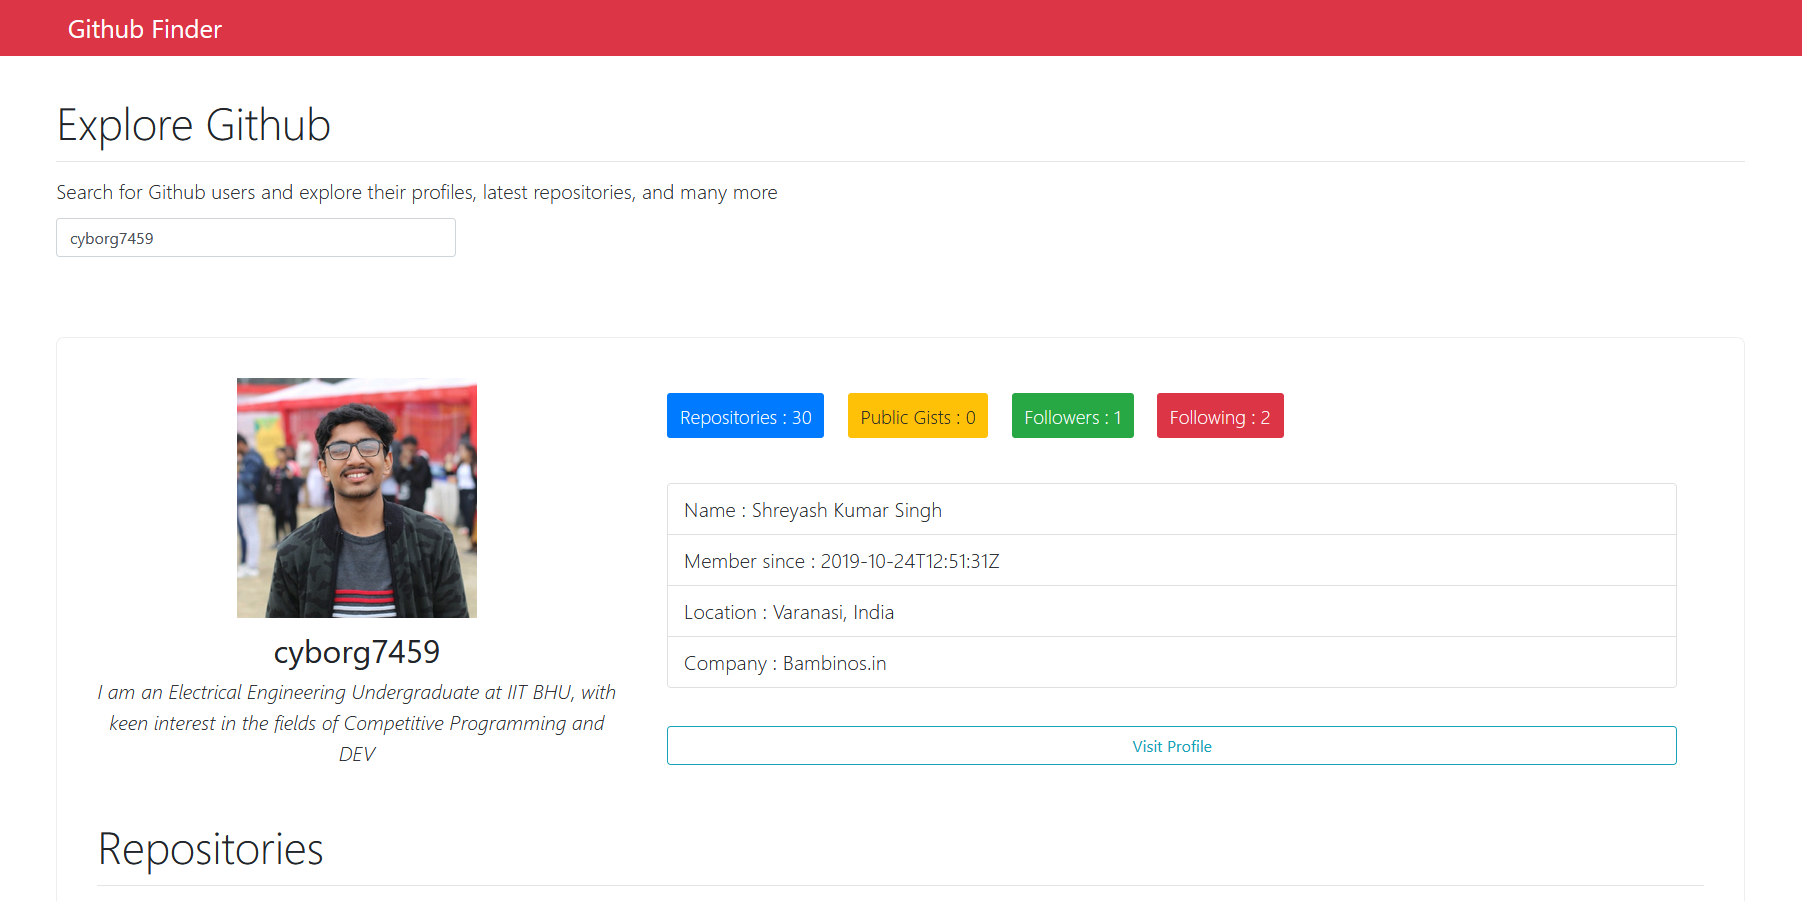 Github Finder
Explore Github
Search for Github users and explore their profiles, latest repositories, and many more
cyborg7459
Repositories : 30
Public Gists : 0
Followers : 1
Following : 2
Name : Shreyash Kumar Singh
Member since : 2019-10-24T12:51:31Z
Location : Varanasi, India
Company : Bambinos.in
Visit Profile
cyborg7459
I am an Electrical Engineering Undergraduate at IIT BHU, with
keen interest in the fields of Competitive Programming and
DEV
Repositories